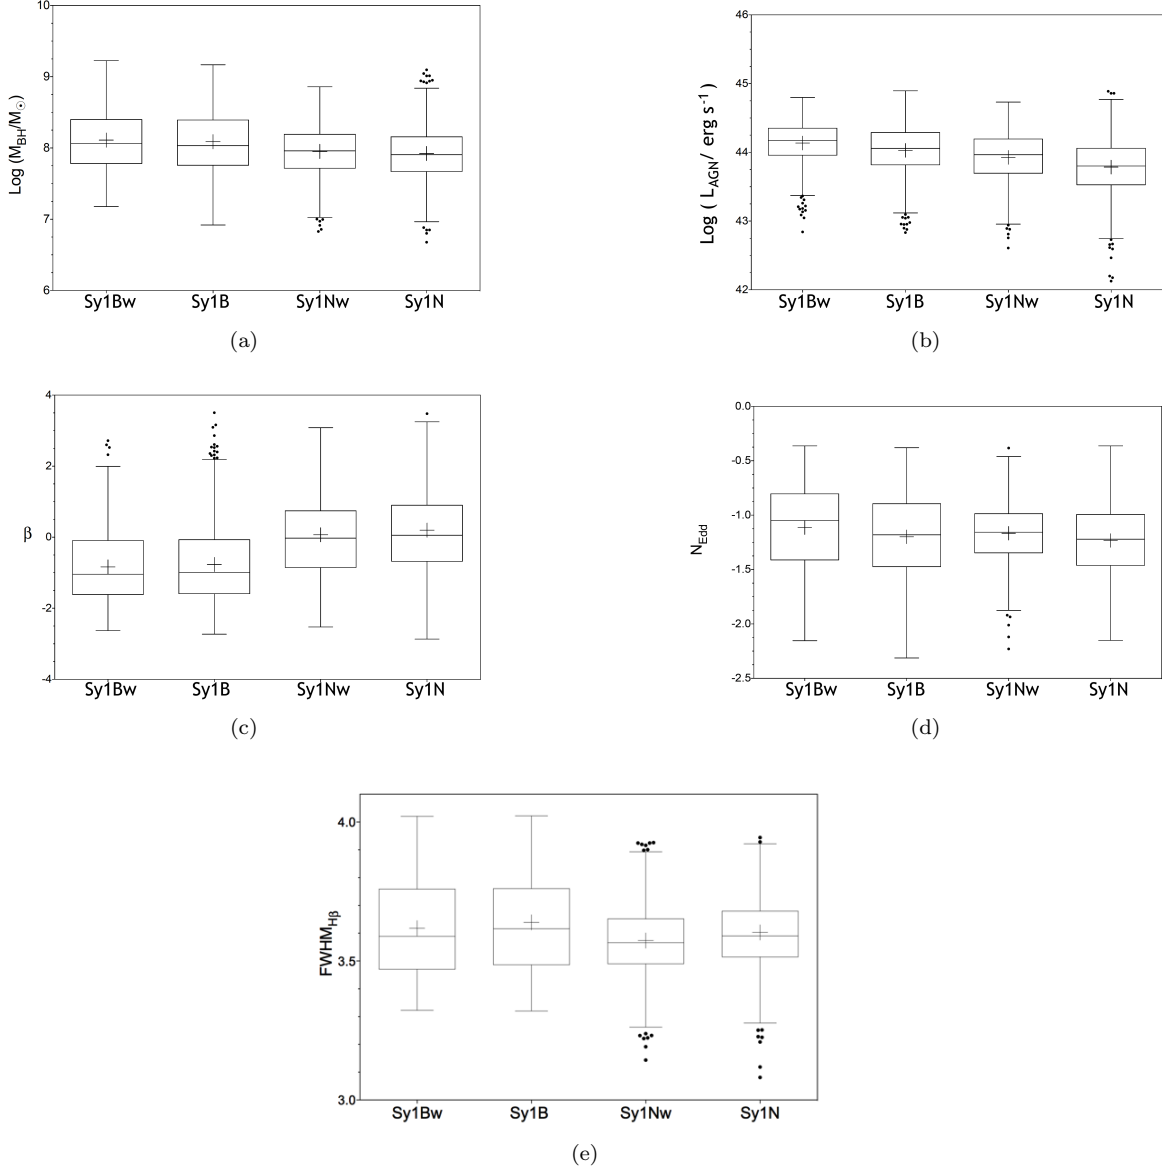 10
9
8
7
6
Log (M_BH/M_☉)
Sy1Bw Sy1B Sy1Nw Sy1N
(a)
46
45
44
43
42
Log ( L_AGN/ erg s^-1 )
Sy1Bw Sy1B Sy1Nw Sy1N
(b)
4
2
0
-2
-4
β
Sy1Bw Sy1B Sy1Nw Sy1N
(c)
0.0
-0.5
-1.0
-1.5
-2.0
-2.5
N_Edd
Sy1Bw Sy1B Sy1Nw Sy1N
(d)
4.0
3.5
3.0
FWHM_Hβ
Sy1Bw Sy1B Sy1Nw Sy1N
(e)